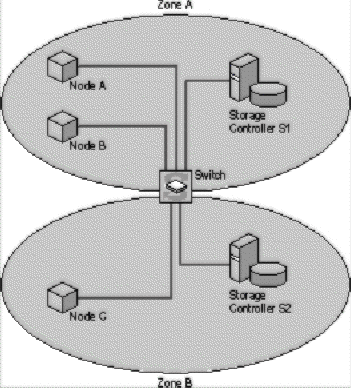 Zone A
Node A
Node B
Storage
Controller S1
Switch
Storage
Controller S2
Node C
Zone B